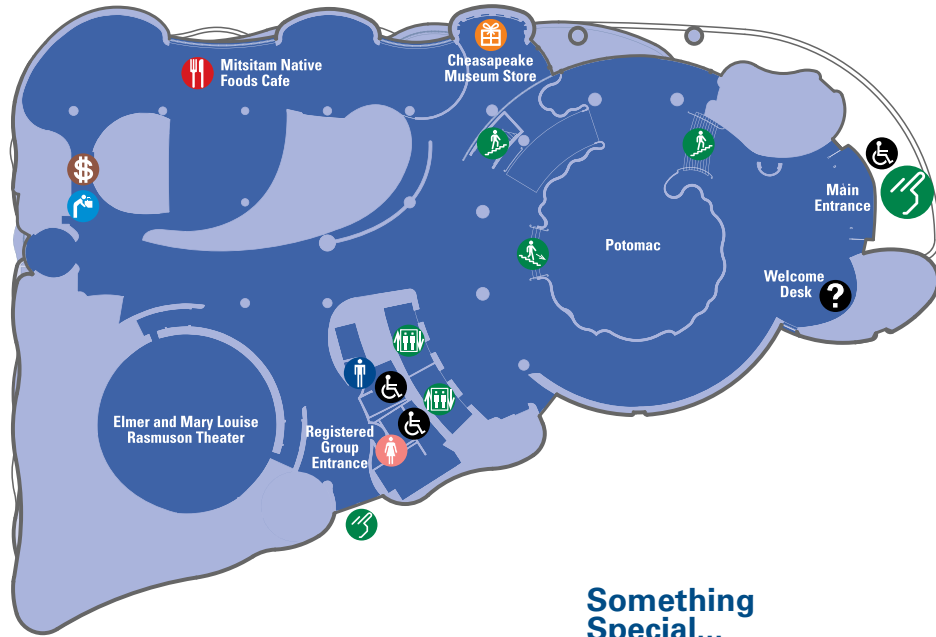 Mitsitam Native
Foods Cafe
Cheasapeake
Museum Store
$
Main
Entrance
Potomac
Welcome
Desk
?
Elmer and Mary Louise
Rasmuson Theater
Registered
Group
Entrance
Something
Special...